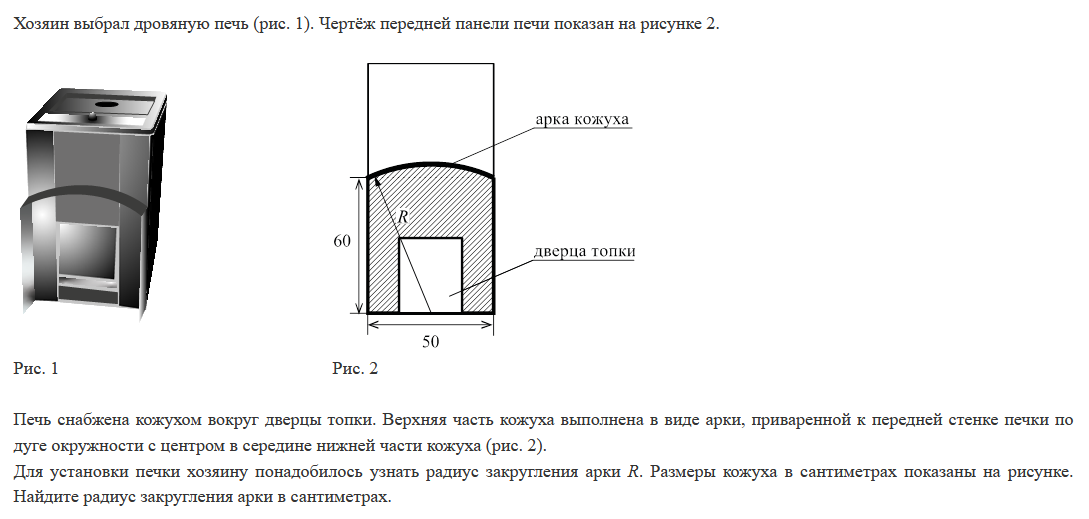 Хозяин выбрал дровяную печь (рис. 1). Чертёж передней панели печи показан на рисунке 2.
арка кожуха
R
60
дверца топки
50
Рис. 1
Рис. 2
Печь снабжена кожухом вокруг дверцы топки. Верхняя часть кожуха выполнена в виде арки, приваренной к передней стенке печки по
дуге окружности с центром в середине нижней части кожуха (рис. 2).
Для установки печки хозяину понадобилось узнать радиус закругления арки R. Размеры кожуха в сантиметрах показаны на рисунке.
Найдите радиус закругления арки в сантиметрах.